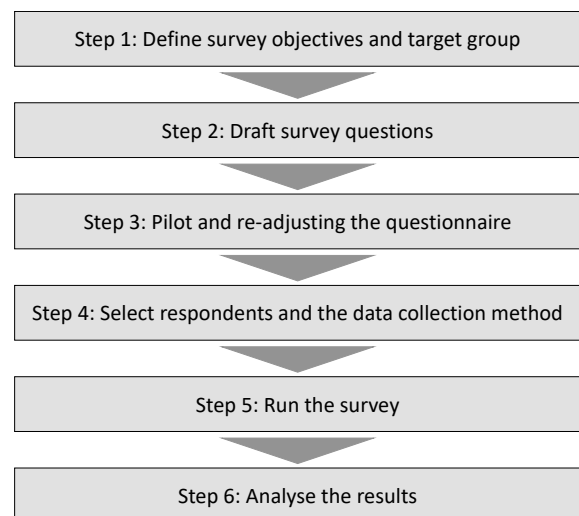 Step 1: Define survey objectives and target group
Step 2: Draft survey questions
Step 3: Pilot and re-adjusting the questionnaire
Step 4: Select respondents and the data collection method
Step 5: Run the survey
Step 6: Analyse the results